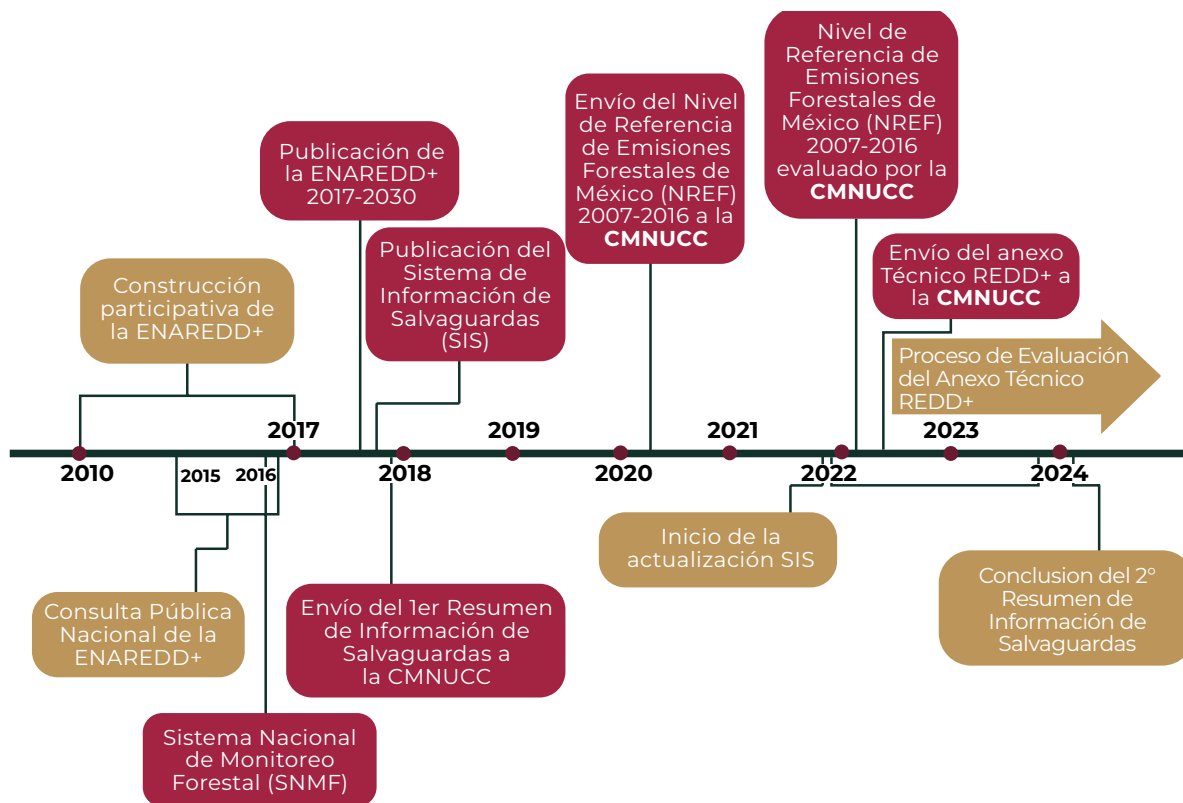 Nivel de
Referencia de
Emisiones
Forestales de
México (NREF)
2007-2016
evaluado por la
CMNUCC
Envío del Nivel
de Referencia
de Emisiones
Forestales de
México (NREF)
2007-2016 a la
CMNUCC
Publicación de
la ENAREDD+
2017-2030
Publicación del
Sistema de
Información de
Salvaguardas
(SIS)
Envío del anexo
Técnico REDD+ a
la CMNUCC
Construcción
participativa de
la ENAREDD+
Proceso de Evaluación
del Anexo Técnico
REDD+
2017
2019
2021
2023
2010
2015
2016
2018
2020
2022
2024
Inicio de la
actualización SIS
Conclusion del 2°
Resumen de
Información de
Salvaguardas
Consulta Pública
Nacional de la
ENAREDD+
Envío del 1er Resumen
de Información de
Salvaguardas a
la CMNUCC
Sistema Nacional
de Monitoreo
Forestal (SNMF)